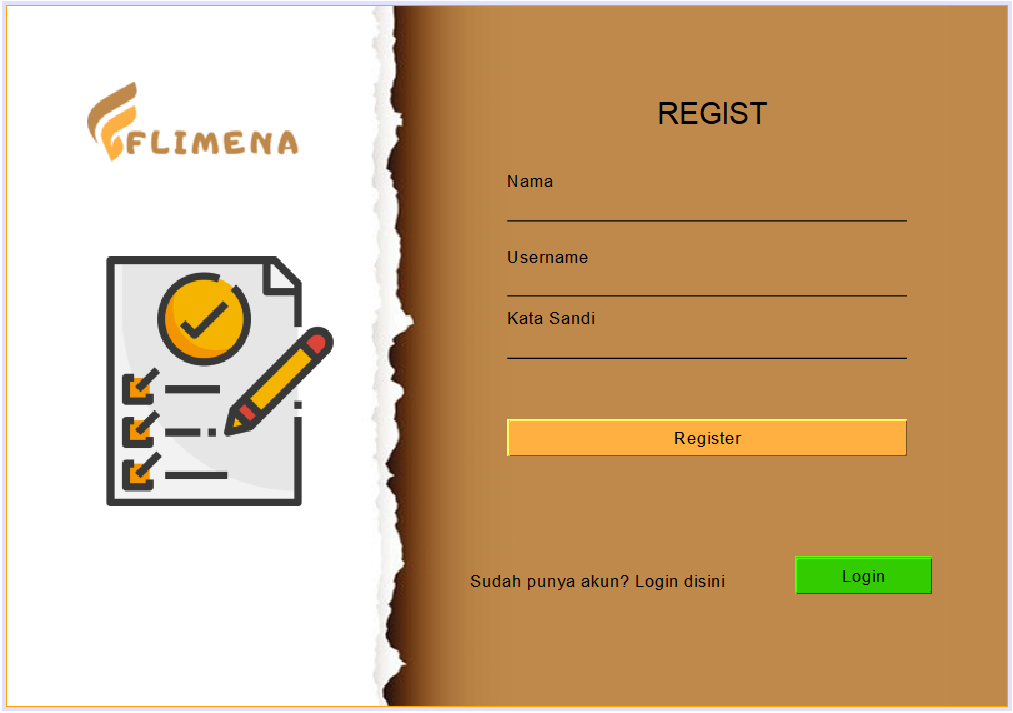 FLIMENA
REGIST
Nama
Username
Kata Sandi
Register
Sudah punya akun? Login disini
Login